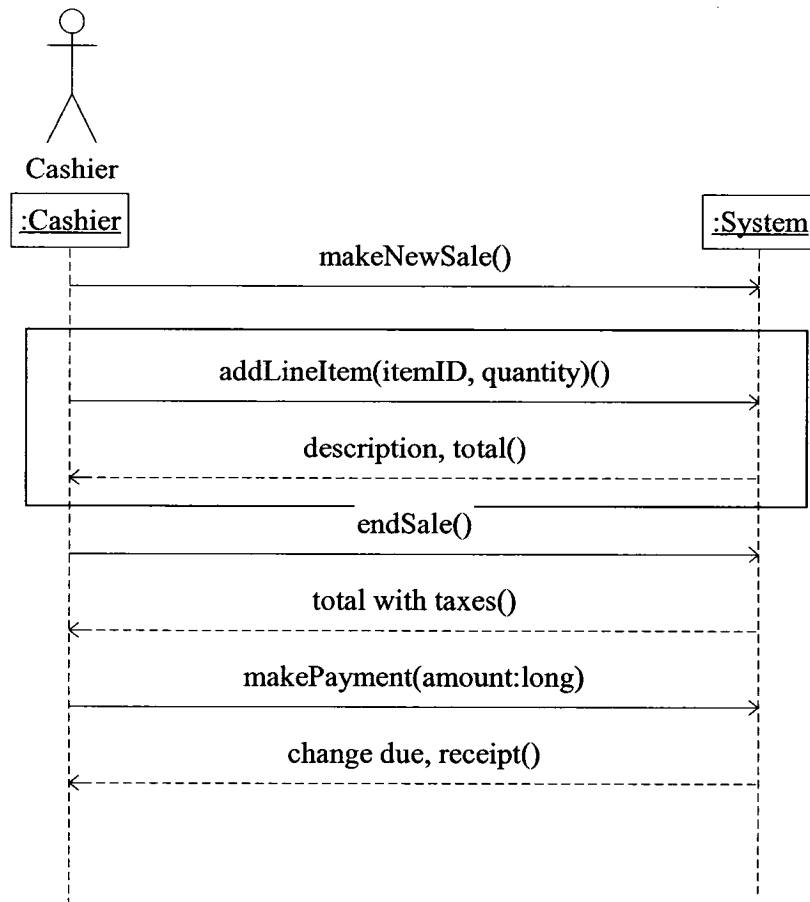 Cashier
:Cashier
:System
makeNewSale()
addLineItem(itemID, quantity)()
description, total()
endSale()
total with taxes()
makePayment(amount:long)
change due, receipt()